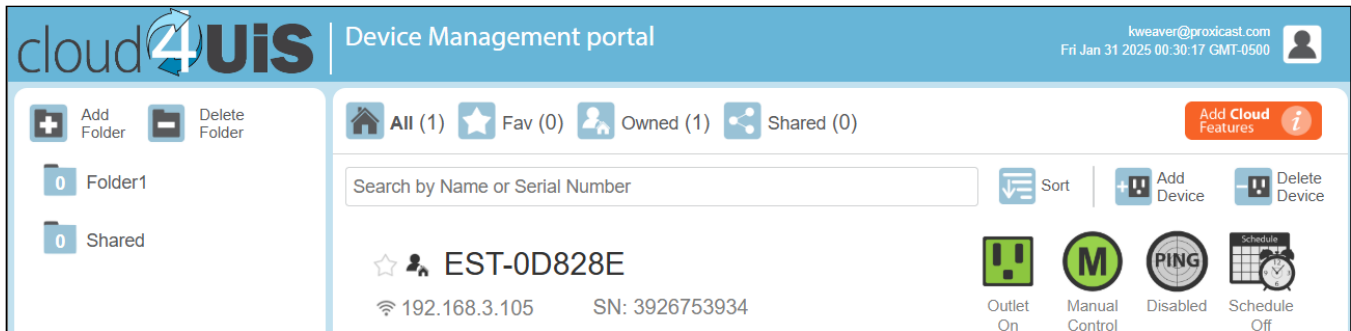 cloud4UiS
Device Management portal
kweaver@proxicast.com
Fri Jan 31 2025 00:30:17 GMT-0500
Add
Folder
Delete
Folder
All (1)
Fav (0)
Owned (1)
Shared (0)
Add Cloud
Features
i
0 Folder1
0 Shared
Search by Name or Serial Number
Sort
Add
Device
Delete
Device
EST-0D828E
192.168.3.105
SN: 3926753934
M
PING
Schedule
Outlet
On
Manual
Control
Disabled
Schedule
Off